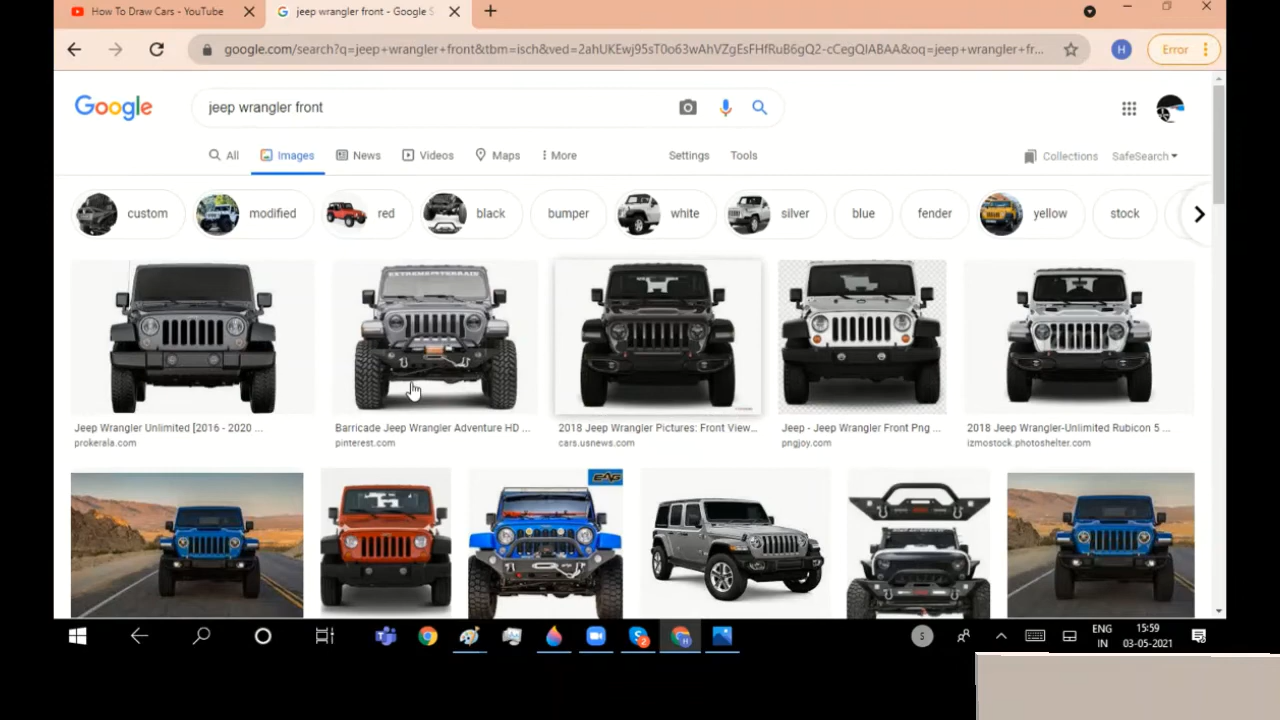 How To Draw Cars - YouTube
jeep wrangler front - Google S
google.com/search?q=jeep+wrangler+front&tbm=isch&ved=2ahUKEwj95sT0o63wAhVZgEsFHfRuB6gQ2-cCegQIABAA&oq=jeep+wrangler+fr...
H
Error
Google
jeep wrangler front
All
Images
News
Videos
Maps
More
Settings
Tools
Collections
SafeSearch
custom
modified
red
black
bumper
white
silver
blue
fender
yellow
stock
EXTREMETERRAIN
Jeep Wrangler Unlimited [2016 - 2020 ...
prokerala.com
Barricade Jeep Wrangler Adventure HD ...
pinterest.com
2018 Jeep Wrangler Pictures: Front View...
cars.usnews.com
Jeep - Jeep Wrangler Front Png ...
pngjoy.com
2018 Jeep Wrangler-Unlimited Rubicon 5 ...
izmostock.photoshelter.com
EAG
2
H
S
ENG
IN
15:59
03-05-2021